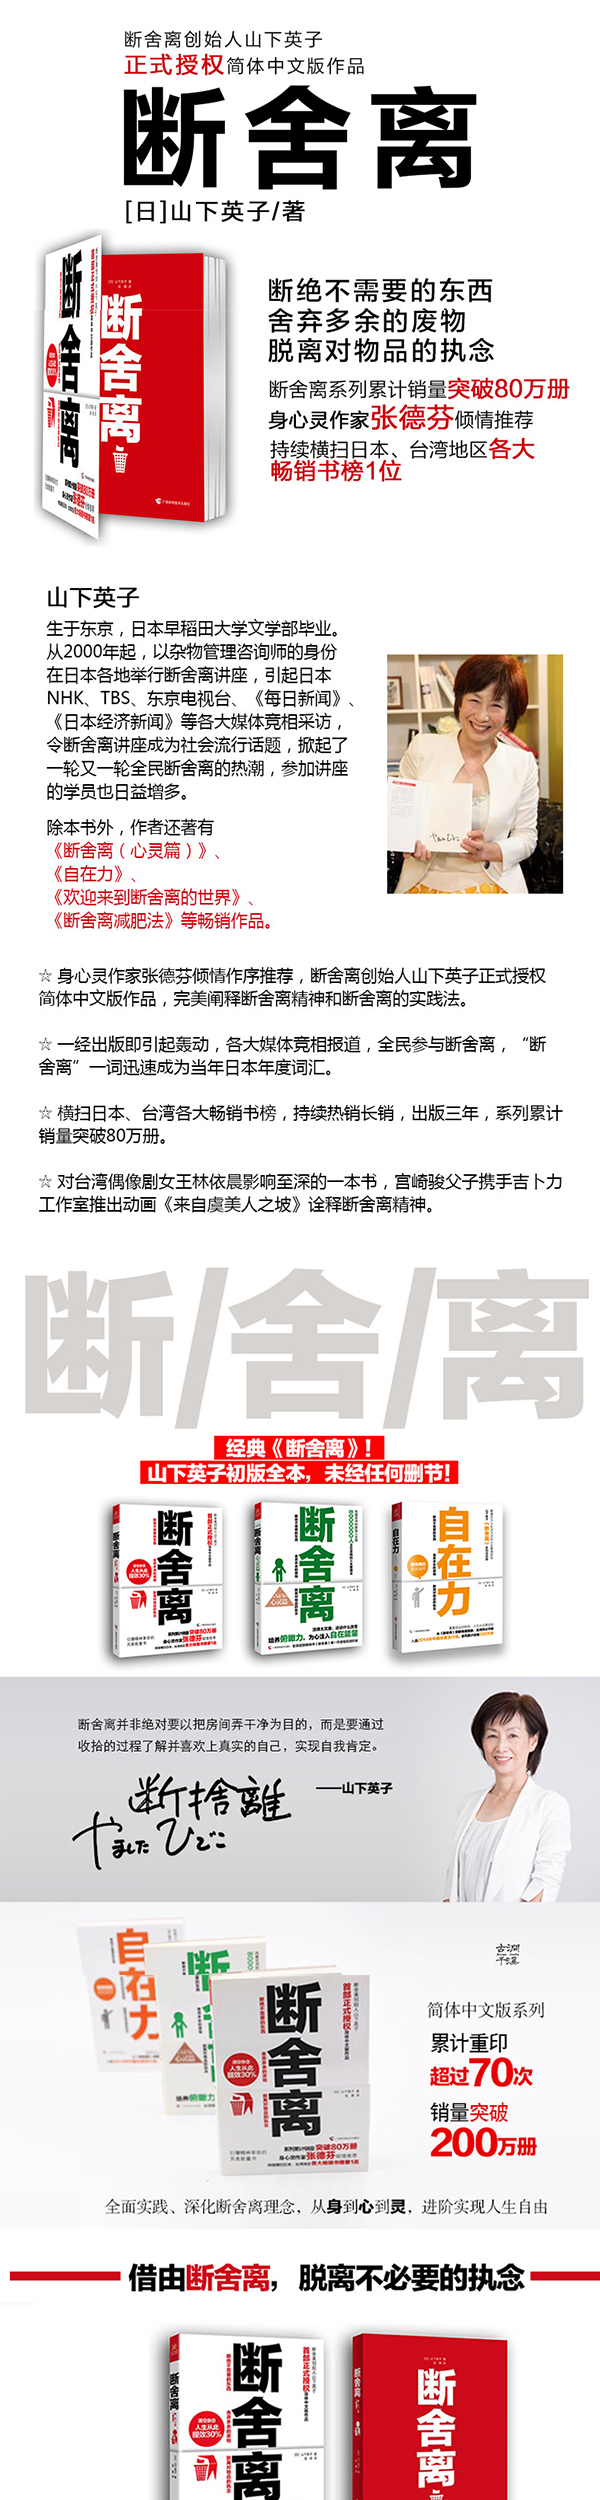 断舍离创始人山下英子
正式授权简体中文版作品
断舍离
[日]山下英子/著
断舍离
断舍离
断绝不需要的东西
舍弃多余的废物
脱离对物品的执念
断舍离系列累计销量突破80万册
身心灵作家张德芬倾情推荐
持续横扫日本、台湾地区各大
畅销书榜1位
山下英子
生于东京，日本早稻田大学文学部毕业。
从2000年起，以杂物管理咨询师的身份
在日本各地举行断舍离讲座，引起日本
NHK、TBS、东京电视台、《每日新闻》、
《日本经济新闻》等各大媒体竞相采访，
令断舍离讲座成为社会流行话题，掀起了
一轮又一轮全民断舍离的热潮，参加讲座
的学员也日益增多。
除本书外，作者还著有
《断舍离（心灵篇）》、
《自在力》、
《欢迎来到断舍离的世界》、
《断舍离减肥法》等畅销作品。
☆ 身心灵作家张德芬倾情作序推荐，断舍离创始人山下英子正式授权
简体中文版作品，完美阐释断舍离精神和断舍离的实践法。
☆ 一经出版即引起轰动，各大媒体竞相报道，全民参与断舍离，“断
舍离”一词迅速成为当年日本年度词汇。
☆ 横扫日本、台湾各大畅销书榜，持续热销长销，出版三年，系列累计
销量突破80万册。
☆ 对台湾偶像剧女王林依晨影响至深的一本书，宫崎骏父子携手吉卜力
工作室推出动画《来自虞美人之坡》诠释断舍离精神。
断/舍/离
经典《断舍离》！
山下英子初版全本，未经任何删节！
断舍离
断舍离
自在力
断舍离并非绝对要以把房间弄干净为目的，而是要通过
收拾的过程了解并喜欢上真实的自己，实现自我肯定。
——山下英子
断捨離
やました ひでこ
自在力
断舍离
简体中文版系列
累计重印
超过70次
销量突破
200万册
全面实践、深化断舍离理念，从身到心到灵，进阶实现人生自由
借由断舍离，脱离不必要的执念
断舍离
断舍离